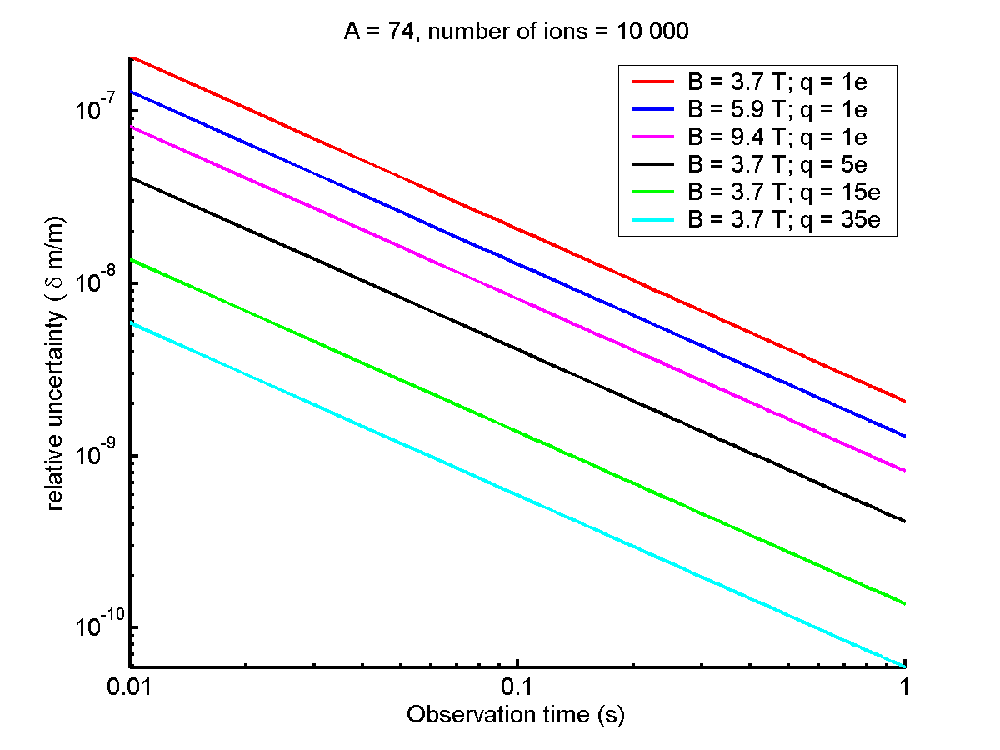 A = 74, number of ions = 10 000
B = 3.7 T; q = 1e
B = 5.9 T; q = 1e
B = 9.4 T; q = 1e
B = 3.7 T; q = 5e
B = 3.7 T; q = 15e
B = 3.7 T; q = 35e
relative uncertainty ( δ m/m)
10^-7
10^-8
10^-9
10^-10
0.01 0.1 1
Observation time (s)